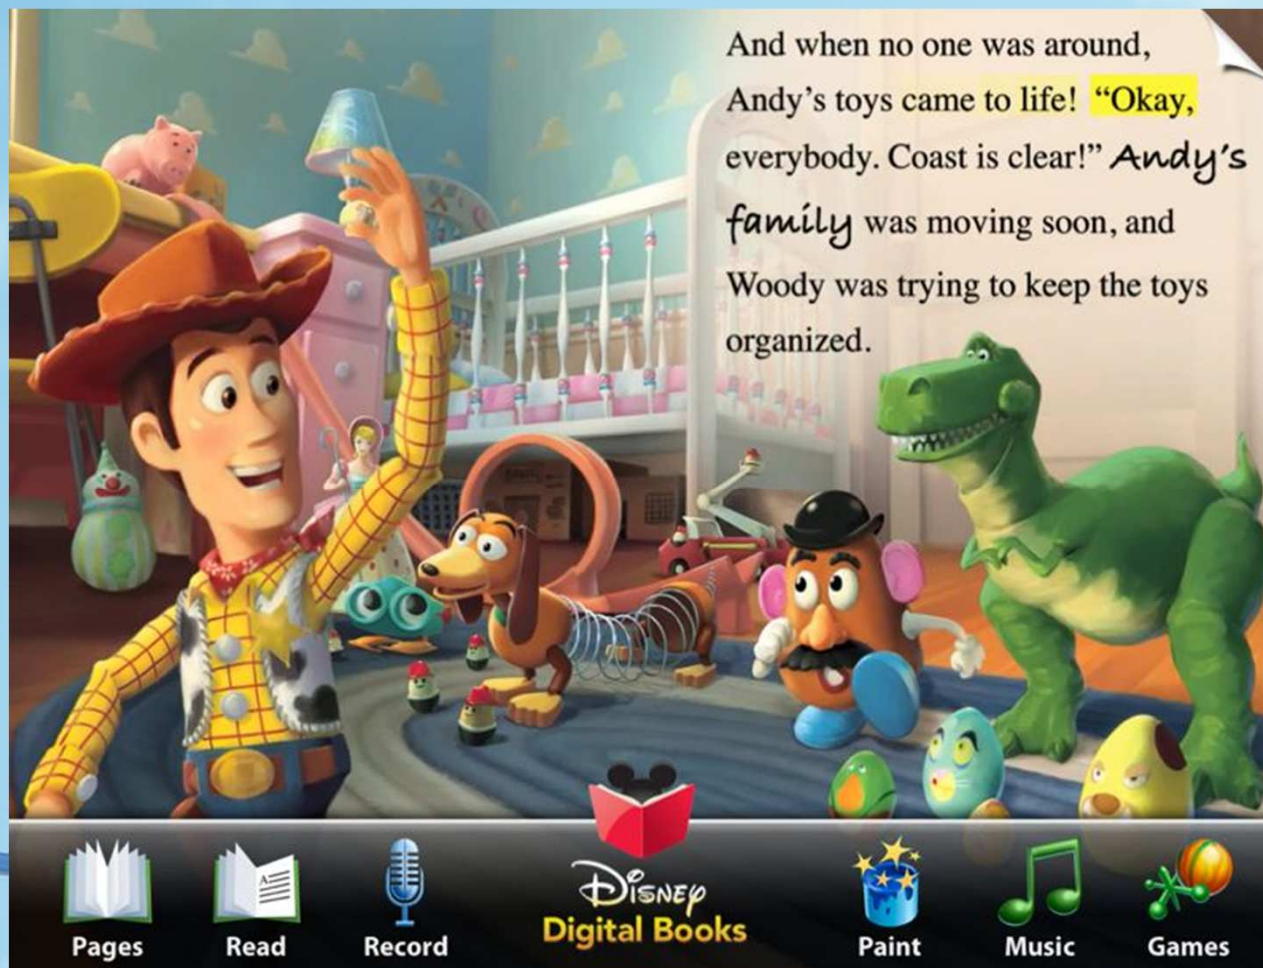 And when no one was around,
Andy's toys came to life! “Okay,
everybody. Coast is clear!” Andy's
family was moving soon, and
Woody was trying to keep the toys
organized.
Pages
Read
Record
Disney
Digital Books
Paint
Music
Games